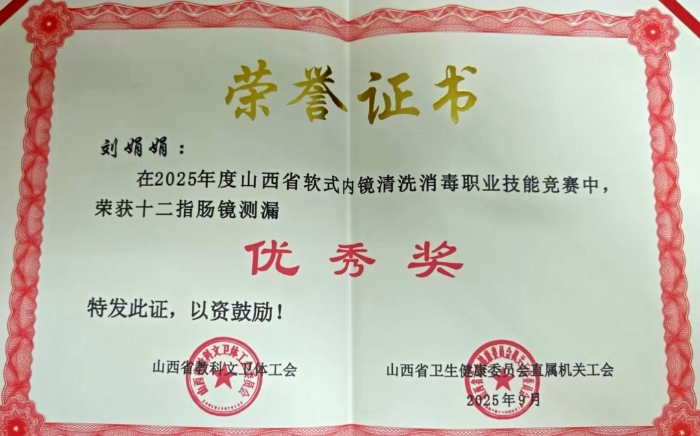 荣誉证书
刘娟娟：
在2025年度山西省软式内镜清洗消毒职业技能竞赛中，
荣获十二指肠镜测漏
优秀奖
特发此证，以资鼓励！
山西省教科文卫体工会
山西省卫生健康委员会直属机关工会
2025年9月